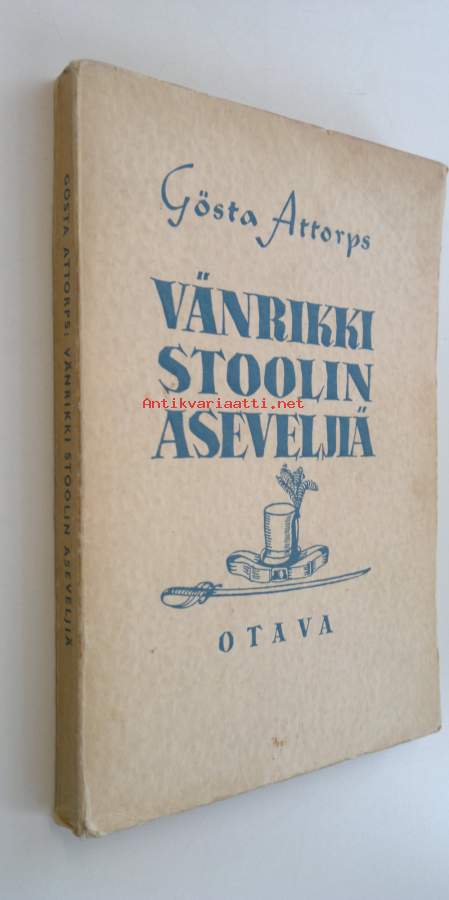 GÖSTA ATTORPS: VÄNRIKKI STOOLIN ASEVELJIÄ
Gösta Attorps
VÄNRIKKI
STOOLIN
Antikvariaatti.net
ASEVELJIÄ
OTAVA